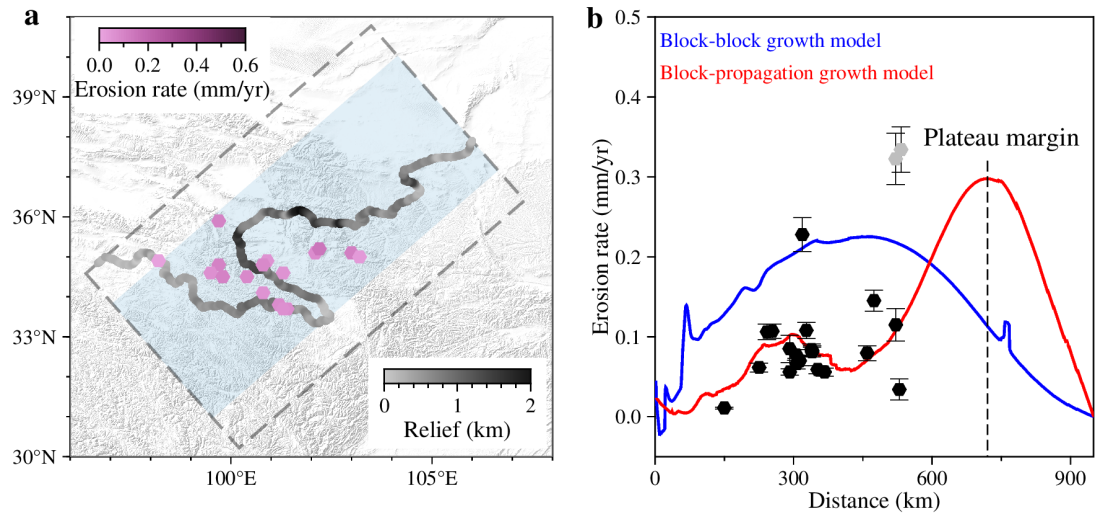 a
0.0 0.2 0.4 0.6
Erosion rate (mm/yr)
39°N
36°N
33°N
30°N
100°E 105°E
0 1 2
Relief (km)
b
0.5
0.4
0.3
0.2
0.1
0.0
Erosion rate (mm/yr)
Block-block growth model
Block-propagation growth model
Plateau margin
0 300 600 900
Distance (km)